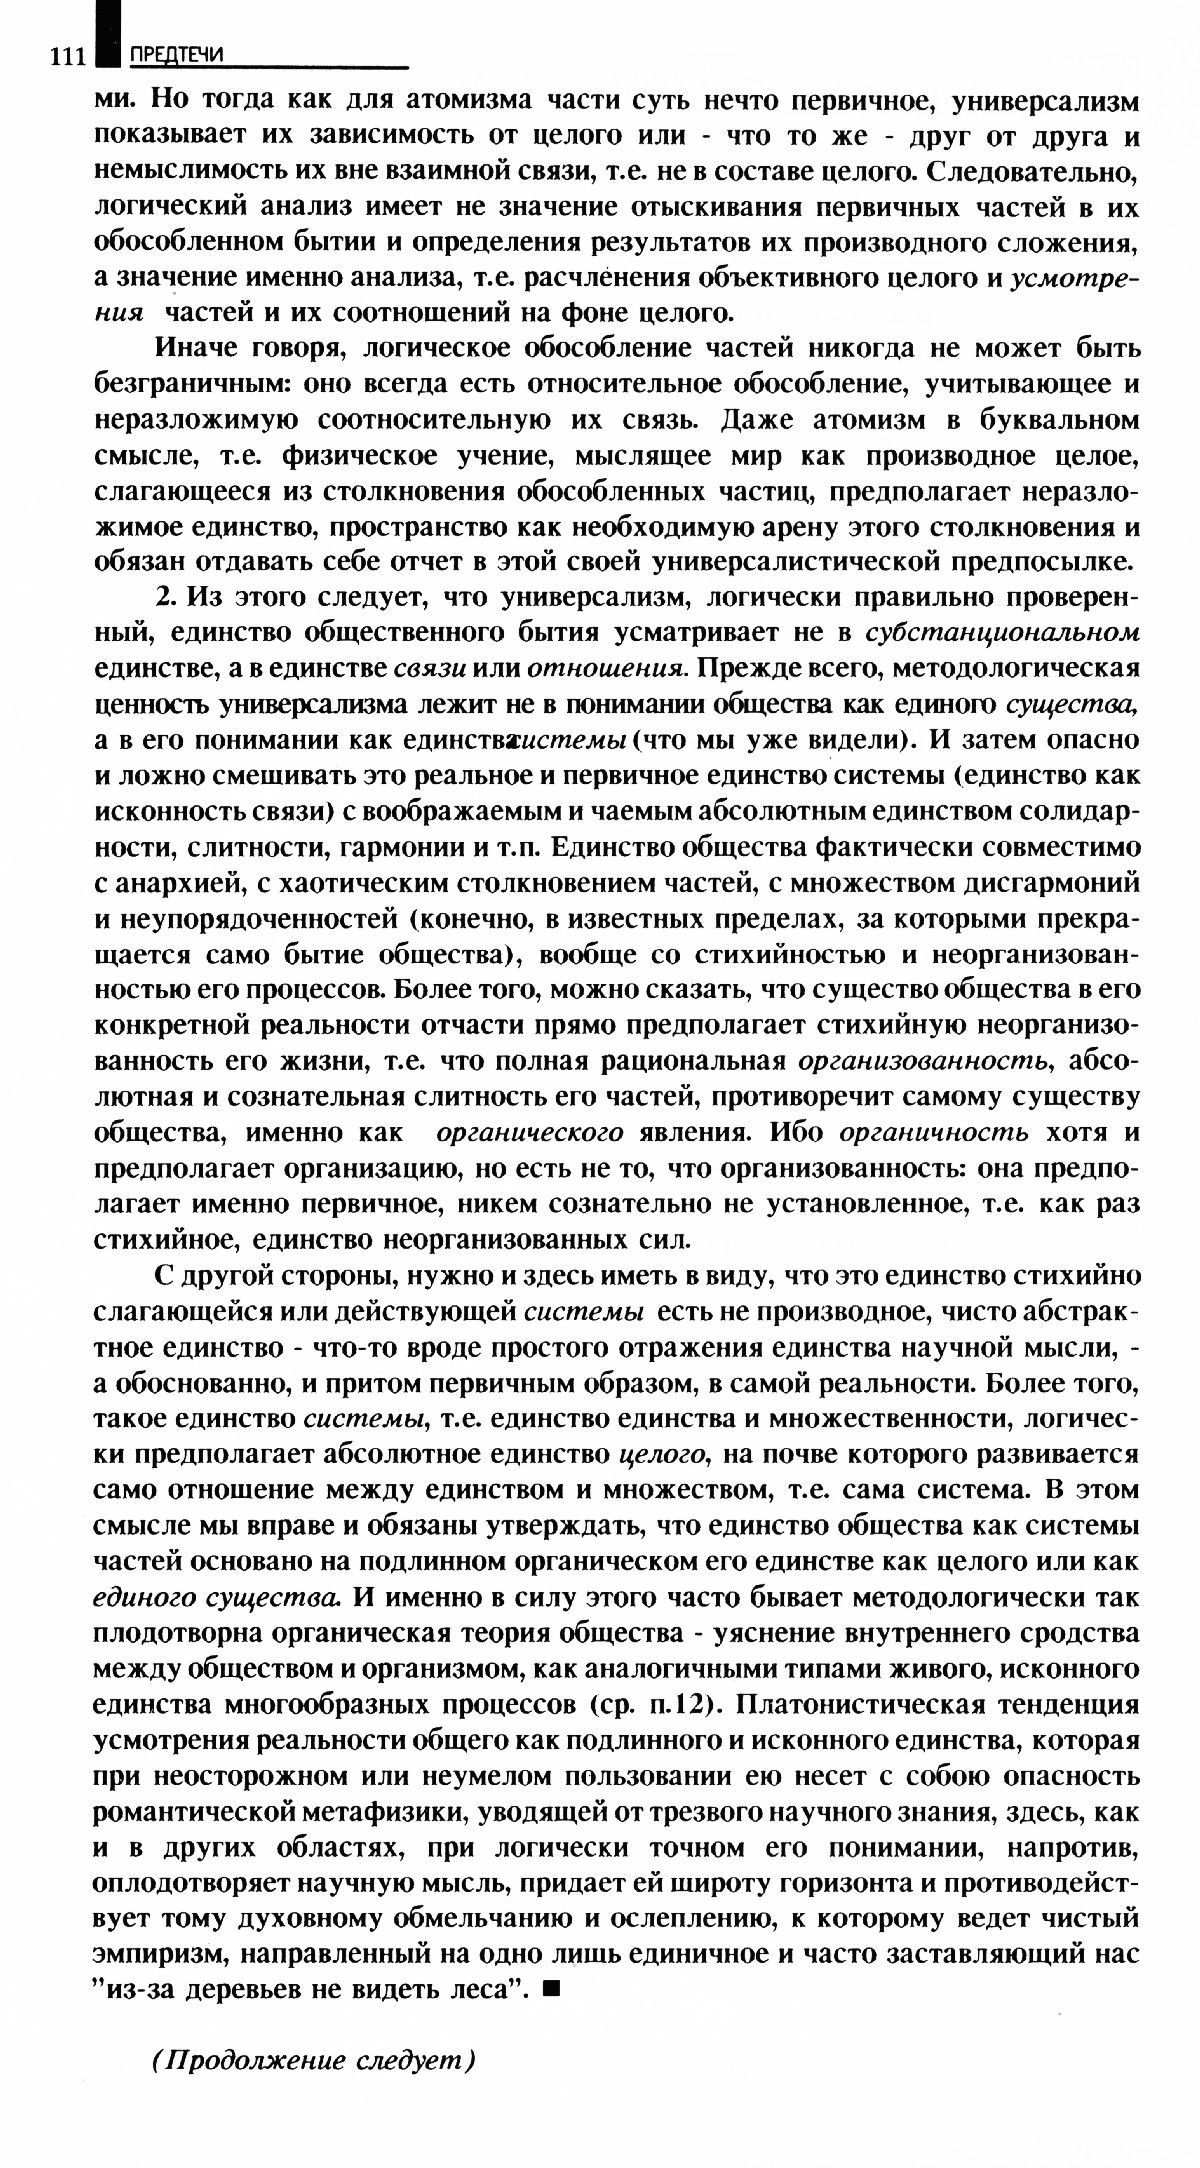 111 ПРЕДТЕЧИ
ми. Но тогда как для атомизма части суть нечто первичное, универсализм
показывает их зависимость от целого или - что то же - друг от друга и
немыслимость их вне взаимной связи, т.е. не в составе целого. Следовательно,
логический анализ имеет не значение отыскивания первичных частей в их
обособленном бытии и определения результатов их производного сложения,
а значение именно анализа, т.е. расчленения объективного целого и усмотре-
ния частей и их соотношений на фоне целого.
Иначе говоря, логическое обособление частей никогда не может быть
безграничным: оно всегда есть относительное обособление, учитывающее и
неразложимую соотносительную их связь. Даже атомизм в буквальном
смысле, т.е. физическое учение, мыслящее мир как производное целое,
слагающееся из столкновения обособленных частиц, предполагает неразло-
жимое единство, пространство как необходимую арену этого столкновения и
обязан отдавать себе отчет в этой своей универсалистической предпосылке.
2. Из этого следует, что универсализм, логически правильно проверен-
ный, единство общественного бытия усматривает не в субстанциональном
единстве, а в единстве связи или отношения. Прежде всего, методологическая
ценность универсализма лежит не в понимании общества как единого существа,
а в его понимании как единства системы (что мы уже видели). И затем опасно
и ложно смешивать это реальное и первичное единство системы (единство как
исконность связи) с воображаемым и чаемым абсолютным единством солидар-
ности, слитности, гармонии и т.п. Единство общества фактически совместимо
с анархией, с хаотическим столкновением частей, с множеством дисгармоний
и неупорядоченностей (конечно, в известных пределах, за которыми прекра-
щается само бытие общества), вообще со стихийностью и неорганизован-
ностью его процессов. Более того, можно сказать, что существо общества в его
конкретной реальности отчасти прямо предполагает стихийную неорганизо-
ванность его жизни, т.е. что полная рациональная организованность, абсо-
лютная и сознательная слитность его частей, противоречит самому существу
общества, именно как органического явления. Ибо органичность хотя и
предполагает организацию, но есть не то, что организованность: она предпо-
лагает именно первичное, никем сознательно не установленное, т.е. как раз
стихийное, единство неорганизованных сил.
С другой стороны, нужно и здесь иметь в виду, что это единство стихийно
слагающейся или действующей системы есть не производное, чисто абстрак-
тное единство - что-то вроде простого отражения единства научной мысли, -
а обоснованно, и притом первичным образом, в самой реальности. Более того,
такое единство системы, т.е. единство единства и множественности, логичес-
ки предполагает абсолютное единство целого, на почве которого развивается
само отношение между единством и множеством, т.е. сама система. В этом
смысле мы вправе и обязаны утверждать, что единство общества как системы
частей основано на подлинном органическом его единстве как целого или как
единого существа. И именно в силу этого часто бывает методологически так
плодотворна органическая теория общества - уяснение внутреннего сродства
между обществом и организмом, как аналогичными типами живого, исконного
единства многообразных процессов (ср. п.12). Платонистическая тенденция
усмотрения реальности общего как подлинного и исконного единства, которая
при неосторожном или неумелом пользовании ею несет с собою опасность
романтической метафизики, уводящей от трезвого научного знания, здесь, как
и в других областях, при логически точном его понимании, напротив,
оплодотворяет научную мысль, придает ей широту горизонта и противодейст-
вует тому духовному обмельчанию и ослеплению, к которому ведет чистый
эмпиризм, направленный на одно лишь единичное и часто заставляющий нас
"из-за деревьев не видеть леса". ■
(Продолжение следует)